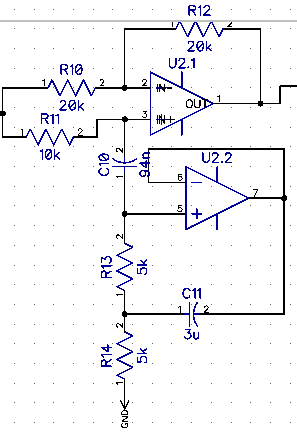 R12
1 2
20k
U2.1
R10
1 2
20k
2 IN-
OUT 1
R11
1 2
10k
3 IN+
C10
2
1
94n
U2.2
6 −
7
5 +
R13
2
1
5k
C11
1 2
3u
R14
2
1
5k
GND